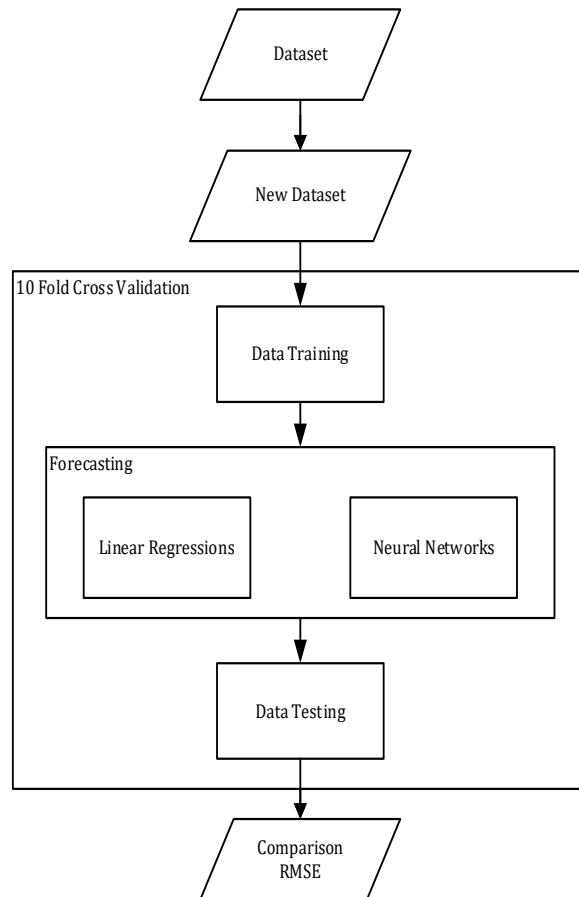 Dataset
New Dataset
10 Fold Cross Validation
Data Training
Forecasting
Linear Regressions
Neural Networks
Data Testing
Comparison
RMSE